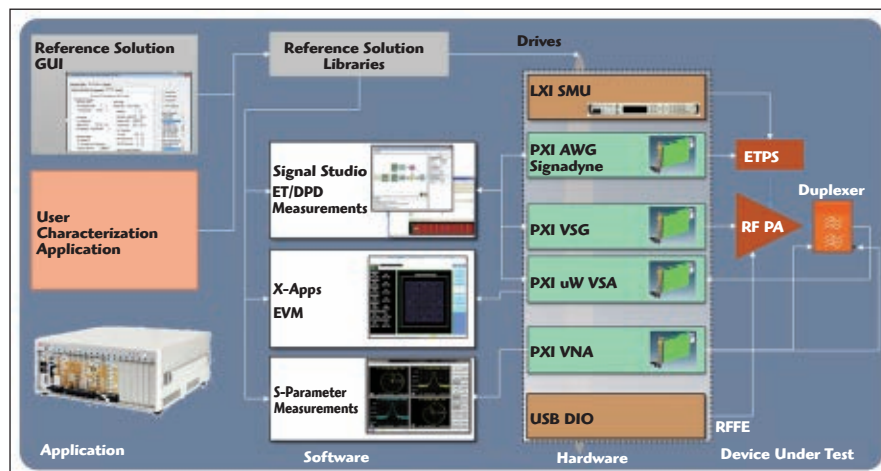 Reference Solution
GUI
Reference Solution
Libraries
Drives
LXI SMU
User
Characterization
Application
Signal Studio
ET/DPD
Measurements
PXI AWG
Signadyne
ETPS
Duplexer
PXI VSG
RF PA
X-Apps
EVM
PXI uW VSA
S-Parameter
Measurements
PXI VNA
USB DIO
RFFE
Application
Software
Hardware
Device Under Test